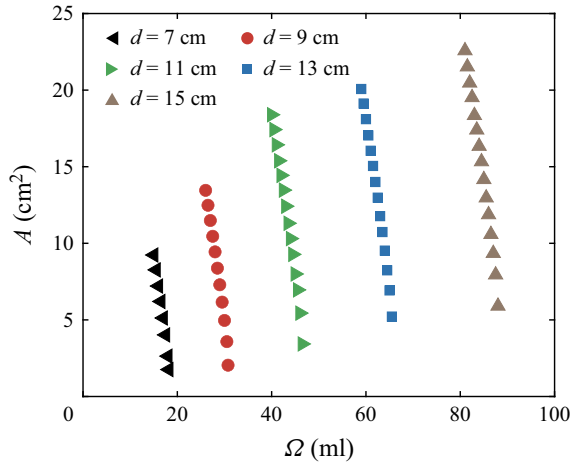 25
20
15
10
5
0
A (cm²)
d = 7 cm
d = 9 cm
d = 11 cm
d = 13 cm
d = 15 cm
20
40
60
80
100
Ω (ml)